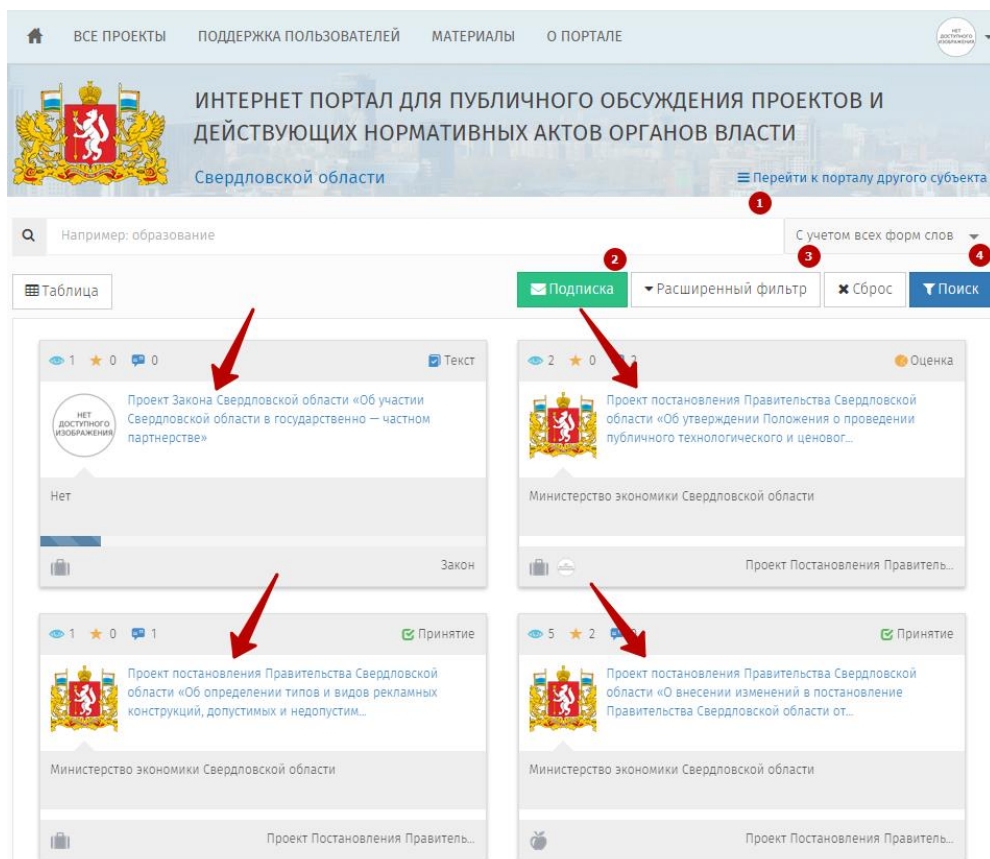 ВСЕ ПРОЕКТЫ ПОДДЕРЖКА ПОЛЬЗОВАТЕЛЕЙ МАТЕРИАЛЫ О ПОРТАЛЕ
НЕТ
ДОСТУПНОГО
ИЗОБРАЖЕНИЯ
ИНТЕРНЕТ ПОРТАЛ ДЛЯ ПУБЛИЧНОГО ОБСУЖДЕНИЯ ПРОЕКТОВ И
ДЕЙСТВУЮЩИХ НОРМАТИВНЫХ АКТОВ ОРГАНОВ ВЛАСТИ
Свердловской области
Перейти к порталу другого субъекта
1
Например: образование
С учетом всех форм слов
2 3 4
Таблица
Подписка Расширенный фильтр Сброс Поиск
1 0 0 Текст
НЕТ
ДОСТУПНОГО
ИЗОБРАЖЕНИЯ
Проект Закона Свердловской области «Об участии
Свердловской области в государственно — частном
партнерстве»
Нет
Закон
2 0 2 Оценка
Проект постановления Правительства Свердловской
области «Об утверждении Положения о проведении
публичного технологического и ценовог...
Министерство экономики Свердловской области
Проект Постановления Правитель...
1 0 1 Принятие
Проект постановления Правительства Свердловской
области «Об определении типов и видов рекламных
конструкций, допустимых и недопустим...
Министерство экономики Свердловской области
Проект Постановления Правитель...
5 2 Принятие
Проект постановления Правительства Свердловской
области «О внесении изменений в постановление
Правительства Свердловской области от...
Министерство экономики Свердловской области
Проект Постановления Правитель...